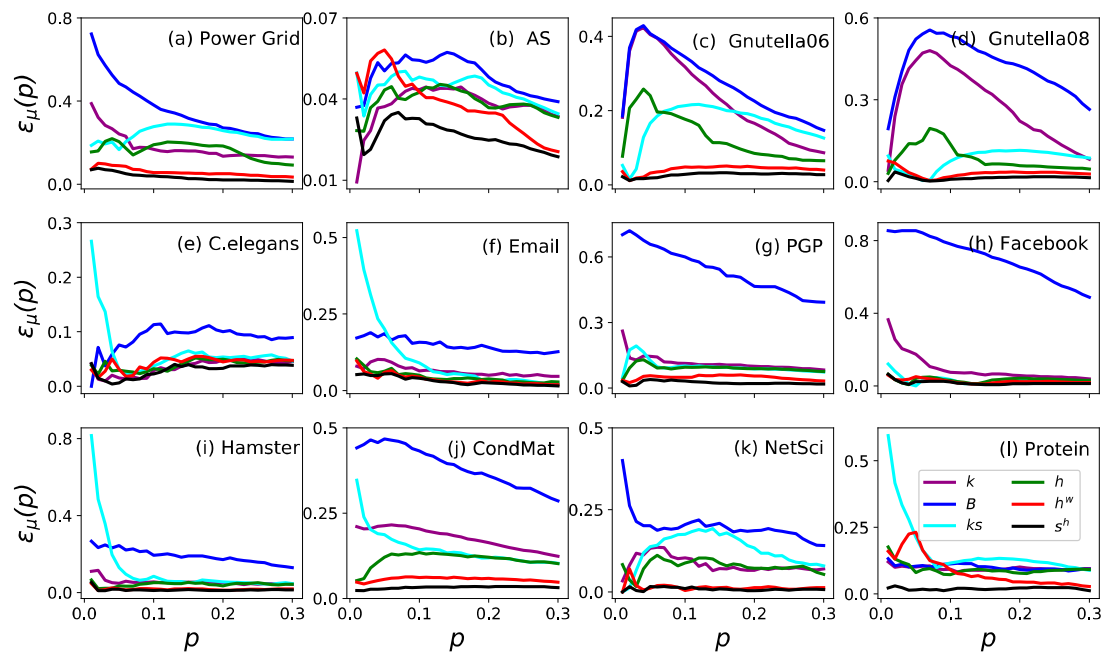 0.8
0.4
0.0
εμ(p)
(a) Power Grid
0.07
0.04
0.01
(b) AS
0.4
0.2
0.0
(c) Gnutella06
0.6
0.3
0.0
(d) Gnutella08
0.3
0.2
0.1
0.0
εμ(p)
(e) C.elegans
0.5
0.2
0.0
(f) Email
0.6
0.3
0.0
(g) PGP
0.8
0.4
0.0
(h) Facebook
0.8
0.4
0.0
εμ(p)
(i) Hamster
0.5
0.25
0.0
(j) CondMat
0.5
0.25
0.0
(k) NetSci
0.6
0.25
0.0
(l) Protein
k
B
ks
h
h^w
s^h
0.0 0.1 0.2 0.3
0.0 0.1 0.2 0.3
0.0 0.1 0.2 0.3
0.0 0.1 0.2 0.3
p
p
p
p